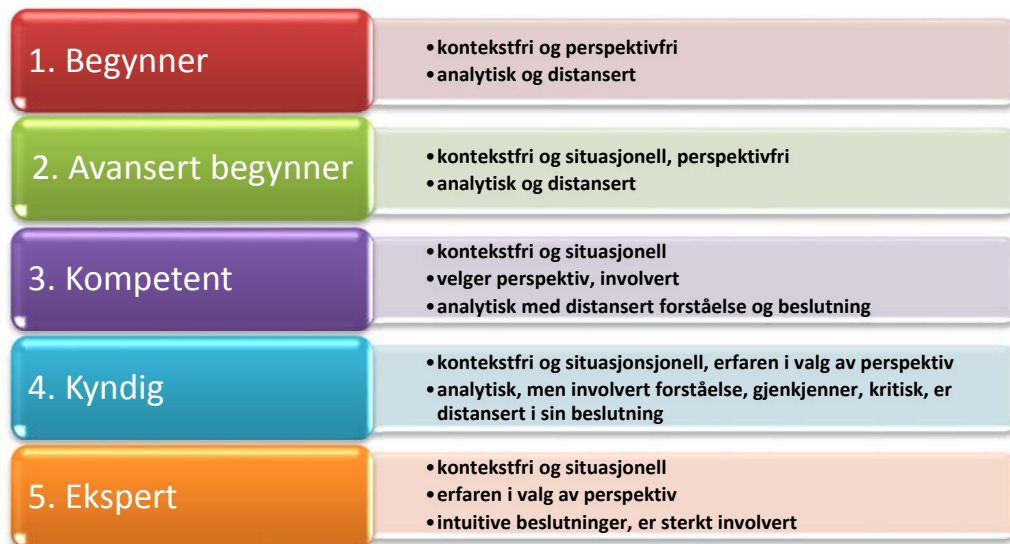 1. Begynner
•kontekstfri og perspektivfri
•analytisk og distansert
2. Avansert begynner
•kontekstfri og situasjonell, perspektivfri
•analytisk og distansert
3. Kompetent
•kontekstfri og situasjonell
•velger perspektiv, involvert
•analytisk med distansert forståelse og beslutning
4. Kyndig
•kontekstfri og situasjonsjonell, erfaren i valg av perspektiv
•analytisk, men involvert forståelse, gjenkjenner, kritisk, er
distansert i sin beslutning
5. Ekspert
•kontekstfri og situasjonell
•erfaren i valg av perspektiv
•intuitive beslutninger, er sterkt involvert